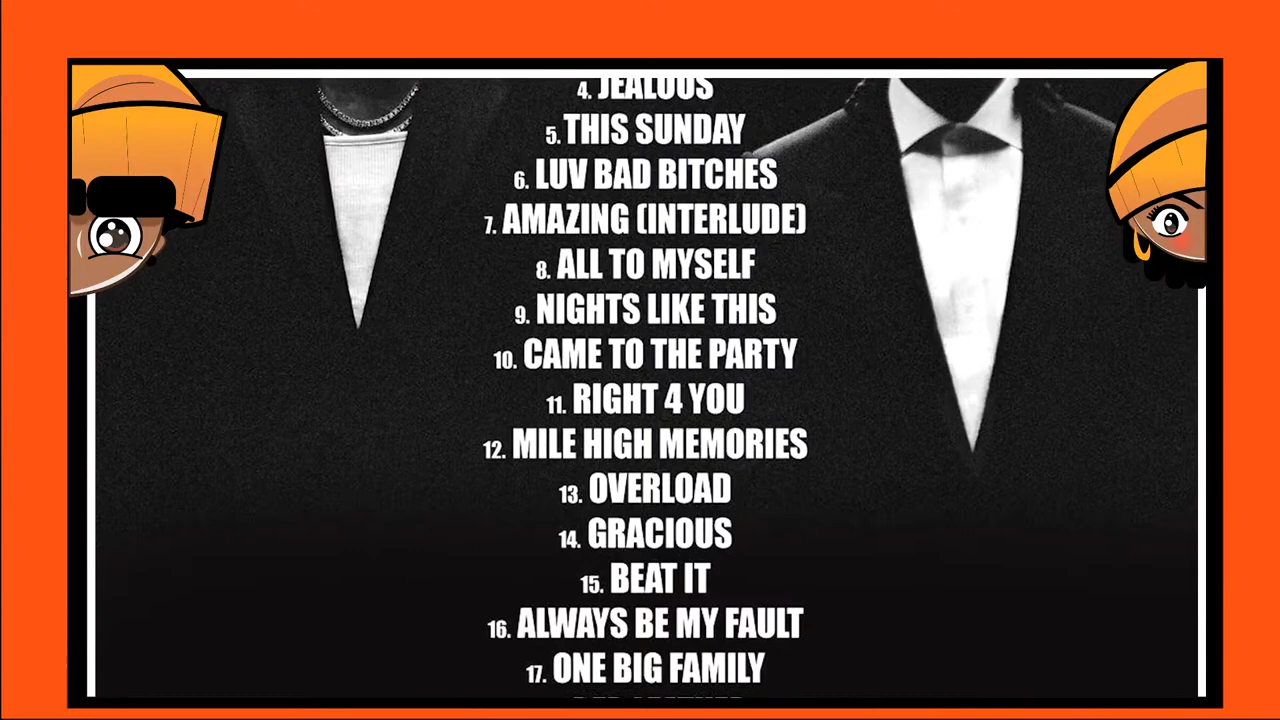 4. JEALOUS
5. THIS SUNDAY
6. LUV BAD BITCHES
7. AMAZING (INTERLUDE)
8. ALL TO MYSELF
9. NIGHTS LIKE THIS
10. CAME TO THE PARTY
11. RIGHT 4 YOU
12. MILE HIGH MEMORIES
13. OVERLOAD
14. GRACIOUS
15. BEAT IT
16. ALWAYS BE MY FAULT
17. ONE BIG FAMILY